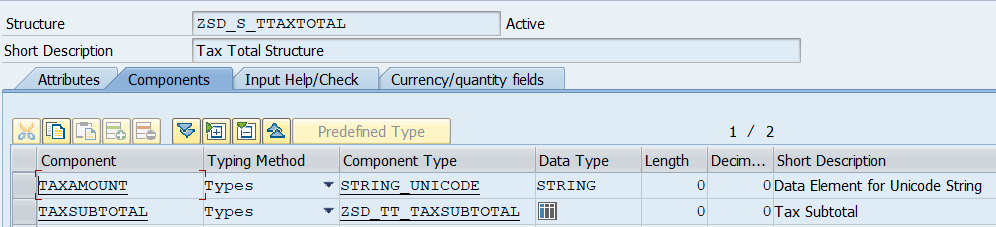 Structure ZSD_S_TTAXTOTAL Active
Short Description Tax Total Structure
Attributes Components Input Help/Check Currency/quantity fields
Predefined Type 1 / 2
Component Typing Method Component Type Data Type Length Decim... Short Description
TAXAMOUNT Types STRING_UNICODE STRING 0 0 Data Element for Unicode String
TAXSUBTOTAL Types ZSD_TT_TAXSUBTOTAL 0 0 Tax Subtotal